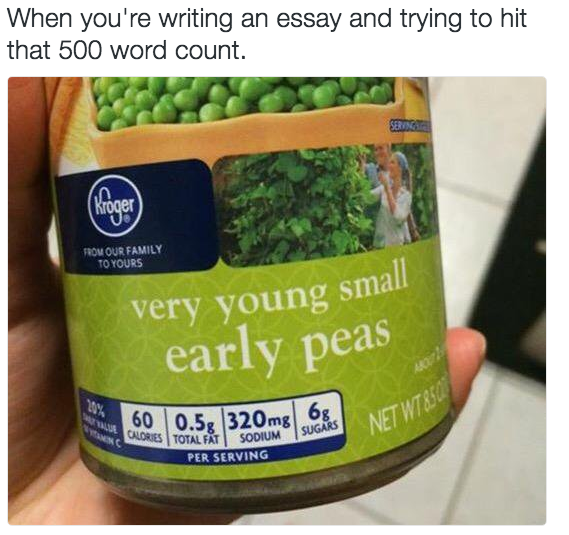 When you're writing an essay and trying to hit
that 500 word count.
SERVING
Kroger
FROM OUR FAMILY
TO YOURS
very young small
early peas
20%
DAILY VALUE
VITAMIN C
60
CALORIES
0.5g
TOTAL FAT
320mg
SODIUM
6g
SUGARS
PER SERVING
ABOUT
NET WT 8.5 OZ